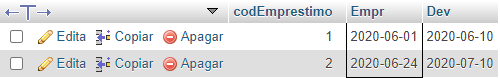 ←T→ codEmprestimo Empr Dev
Edita Copiar Apagar 1 2020-06-01 2020-06-10
Edita Copiar Apagar 2 2020-06-24 2020-07-10